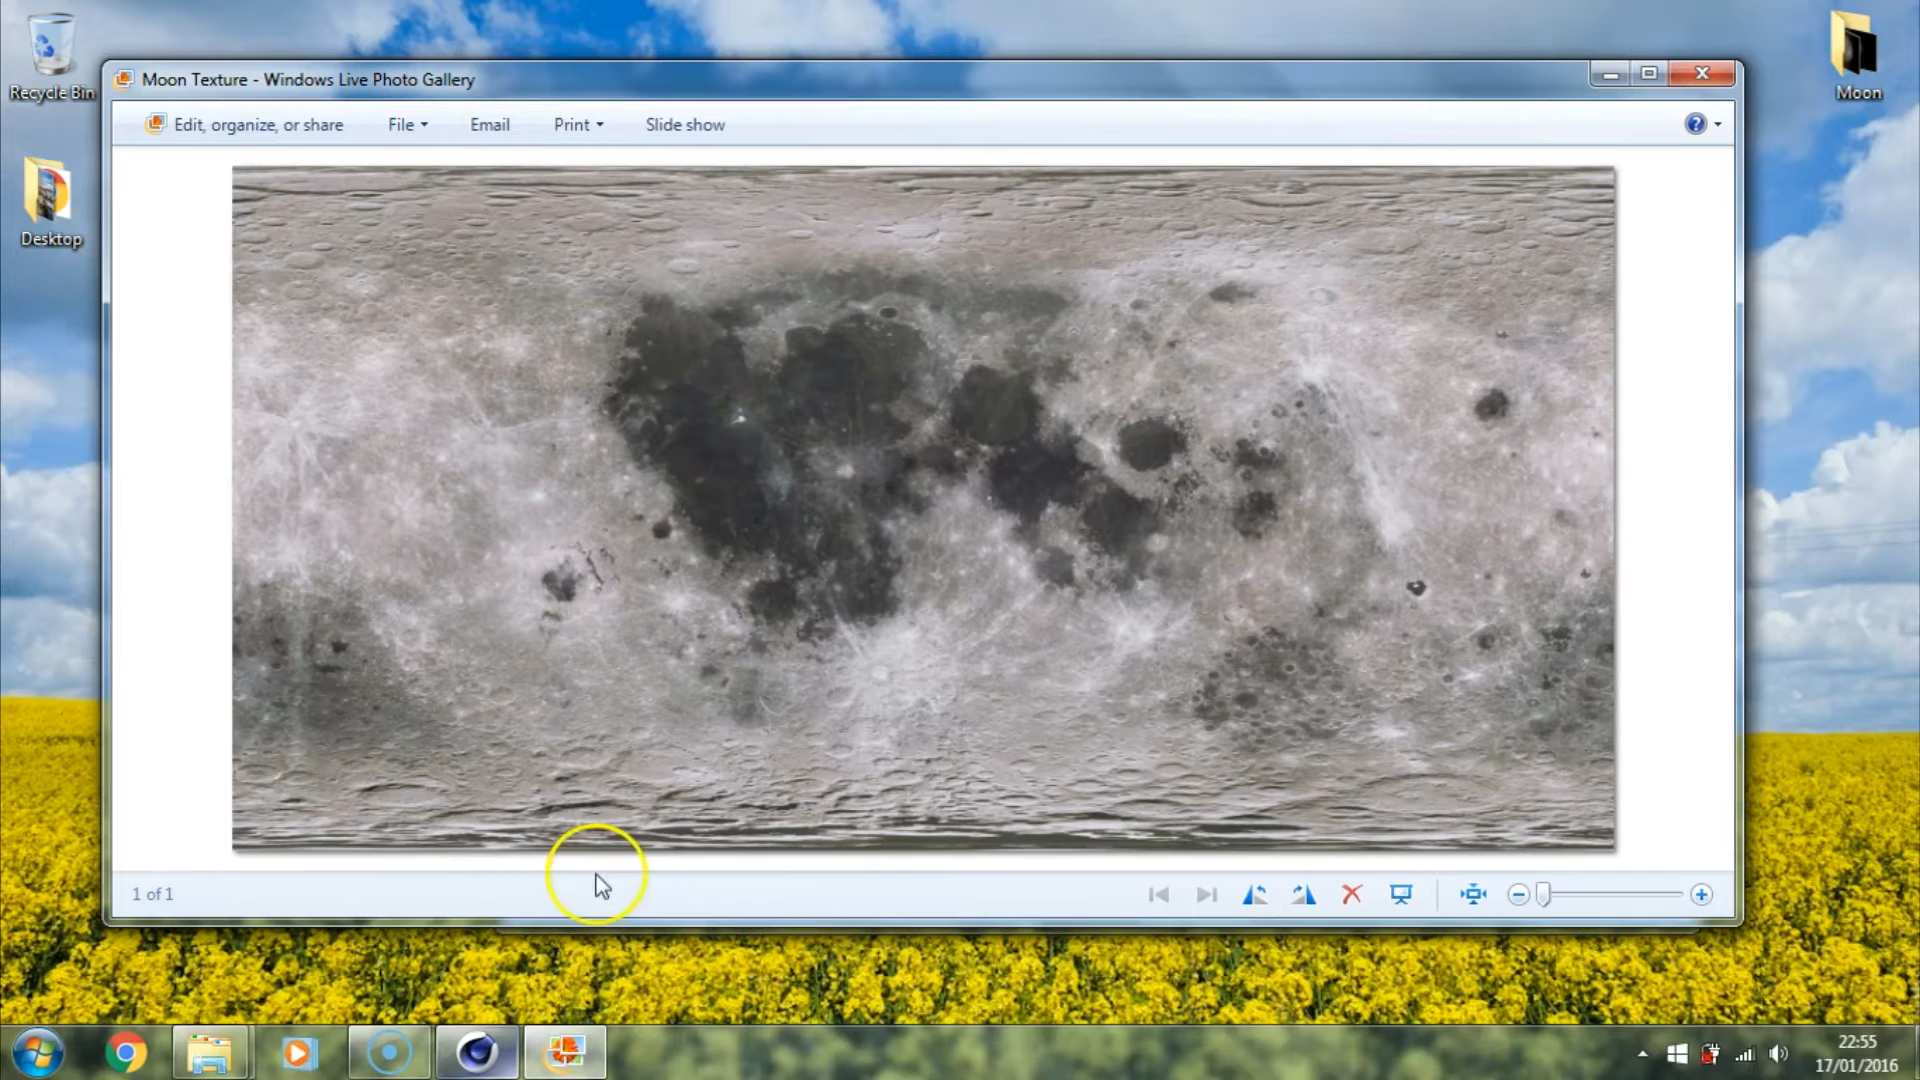 Recycle Bin
Moon
Desktop
Moon Texture - Windows Live Photo Gallery
Edit, organize, or share
File
Email
Print
Slide show
1 of 1
22:55
17/01/2016